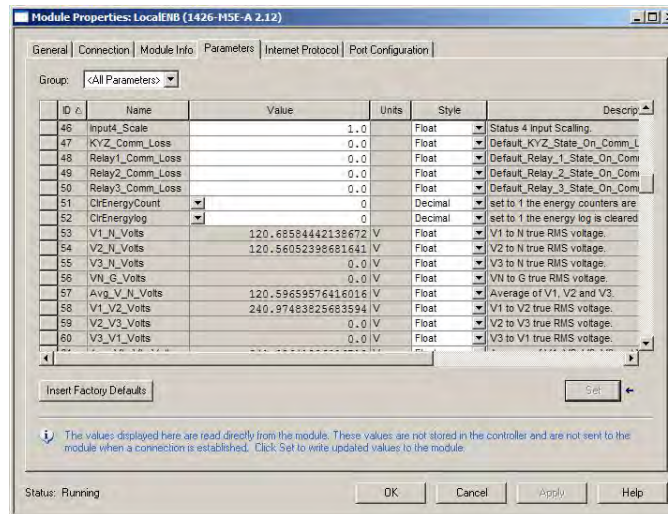 Module Properties: LocalENB (1426-M5E-A 2.12)
General Connection Module Info Parameters Internet Protocol Port Configuration
Group: <All Parameters>
ID Name Value Units Style Descrip
46 Input4_Scale 1.0 Float Status 4 Input Scalling.
47 KYZ_Comm_Loss 0.0 Float Default_KYZ_State_On_Comm_L
48 Relay1_Comm_Loss 0.0 Float Default_Relay_1_State_On_Com
49 Relay2_Comm_Loss 0.0 Float Default_Relay_2_State_On_Com
50 Relay3_Comm_Loss 0.0 Float Default_Relay_3_State_On_Com
51 ClrEnergyCount 0 Decimal set to 1 the energy counters are
52 ClrEnergylog 0 Decimal set to 1 the energy log is cleared
53 V1_N_Volts 120.68584442138672 V Float V1 to N true RMS voltage.
54 V2_N_Volts 120.56052398681641 V Float V2 to N true RMS voltage.
55 V3_N_Volts 0.0 V Float V3 to N true RMS voltage.
56 VN_G_Volts 0.0 V Float VN to G true RMS voltage.
57 Avg_V_N_Volts 120.59659576416016 V Float Average of V1, V2 and V3.
58 V1_V2_Volts 240.97483825683594 V Float V1 to V2 true RMS voltage.
59 V2_V3_Volts 0.0 V Float V2 to V3 true RMS voltage.
60 V3_V1_Volts 0.0 V Float V3 to V1 true RMS voltage.
Insert Factory Defaults Set
The values displayed here are read directly from the module. These values are not stored in the controller and are not sent to the
module when a connection is established. Click Set to write updated values to the module.
Status: Running OK Cancel Apply Help